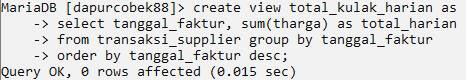 MariaDB [dapurcobek88]> create view total_kulak_harian as
-> select tanggal_faktur, sum(tharga) as total_harian
-> from transaksi_supplier group by tanggal_faktur
-> order by tanggal_faktur desc;
Query OK, 0 rows affected (0.015 sec)